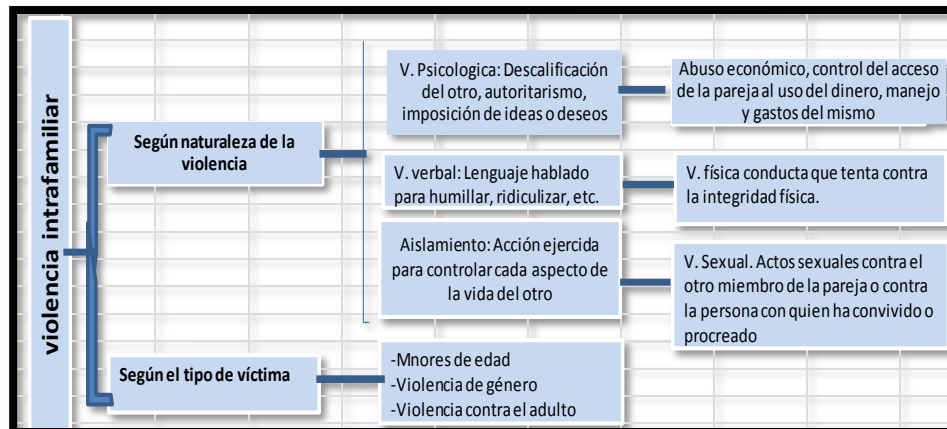 violencia intrafamiliar
Según naturaleza de la
violencia
V. Psicologica: Descalificación
del otro, autoritarismo,
imposición de ideas o deseos
Abuso económico, control del acceso
de la pareja al uso del dinero, manejo
y gastos del mismo
V. verbal: Lenguaje hablado
para humillar, ridiculizar, etc.
V. física conducta que tenta contra
la integridad física.
Aislamiento: Acción ejercida
para controlar cada aspecto de
la vida del otro
V. Sexual. Actos sexuales contra el
otro miembro de la pareja o contra
la persona con quien ha convivido o
procreado
Según el tipo de víctima
-Mnores de edad
-Violencia de género
-Violencia contra el adulto